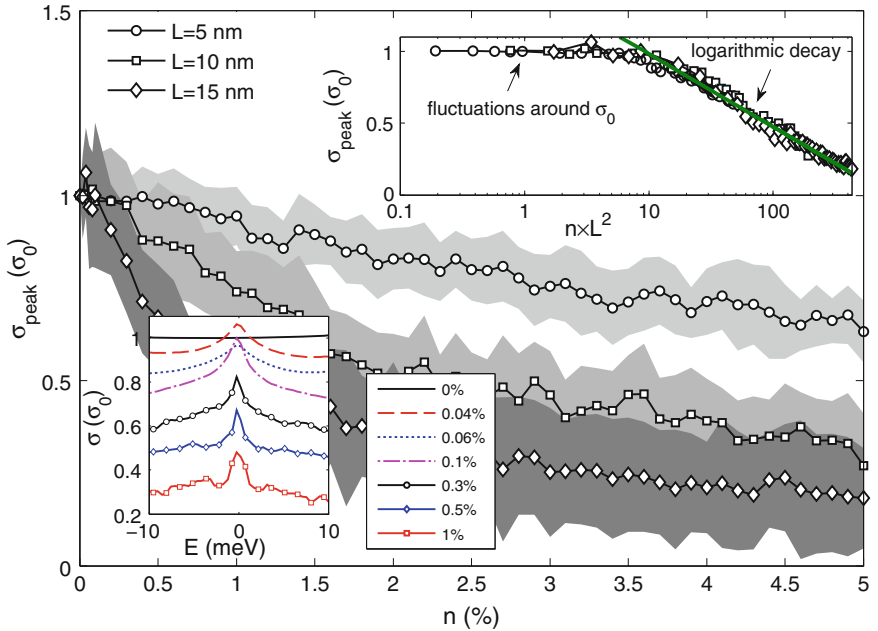 L=5 nm
L=10 nm
L=15 nm
σpeak (σ0)
1.5
1
0.5
0
0 0.5 1 1.5 2 2.5 3 3.5 4 4.5 5
n (%)
σpeak (σ0)
1
0.5
0
0.1 1 10 100
n×L²
fluctuations around σ0
logarithmic decay
σ (σ0)
1
0.8
0.6
0.4
0.2
−10 0 10
E (meV)
0%
0.04%
0.06%
0.1%
0.3%
0.5%
1%